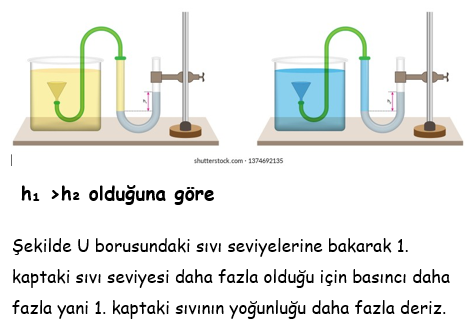 shutterstock.com · 1374692135
h₁ >h₂ olduğuna göre
Şekilde U borusundaki sıvı seviyelerine bakarak 1.
kaptaki sıvı seviyesi daha fazla olduğu için basıncı daha
fazla yani 1. kaptaki sıvının yoğunluğu daha fazla deriz.